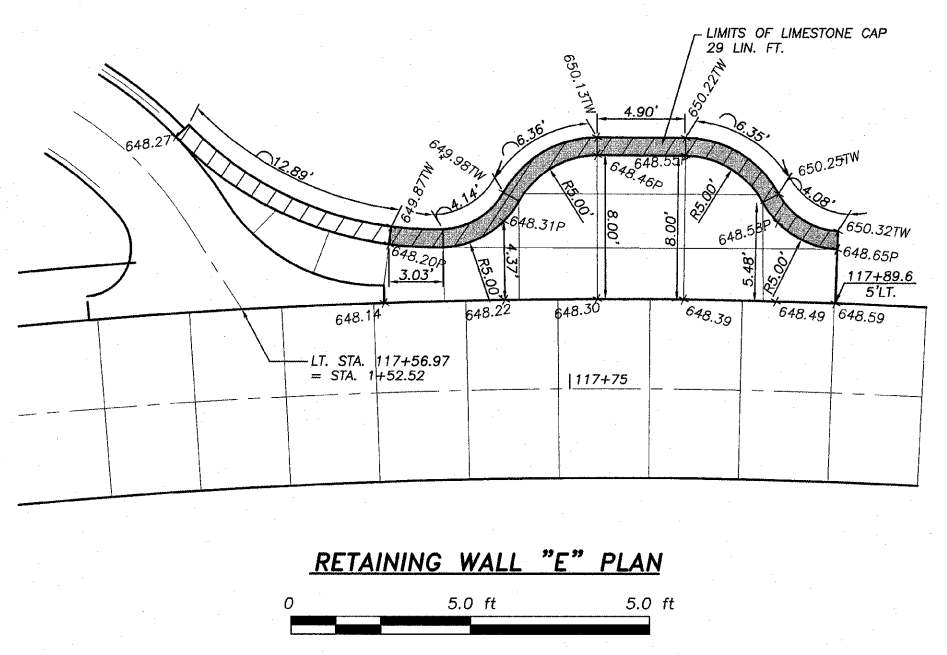 LIMITS OF LIMESTONE CAP
29 LIN. FT.
650.13TW
4.90'
650.22TW
6.36'
6.35'
648.27
12.89'
649.98TW
649.87TW
4.14'
648.55P
648.46P
650.25TW
4.08'
R5.00'
R5.00'
648.31P
8.00'
8.00'
648.58P
650.32TW
648.20P
648.65P
3.03'
R5.00'
4.37'
5.48'
R5.00'
117+89.6
5'LT.
648.14
648.22
648.30
648.39
648.49
648.59
LT. STA. 117+56.97
= STA. 1+52.52
117+75
RETAINING WALL "E" PLAN
0 5.0 ft 5.0 ft